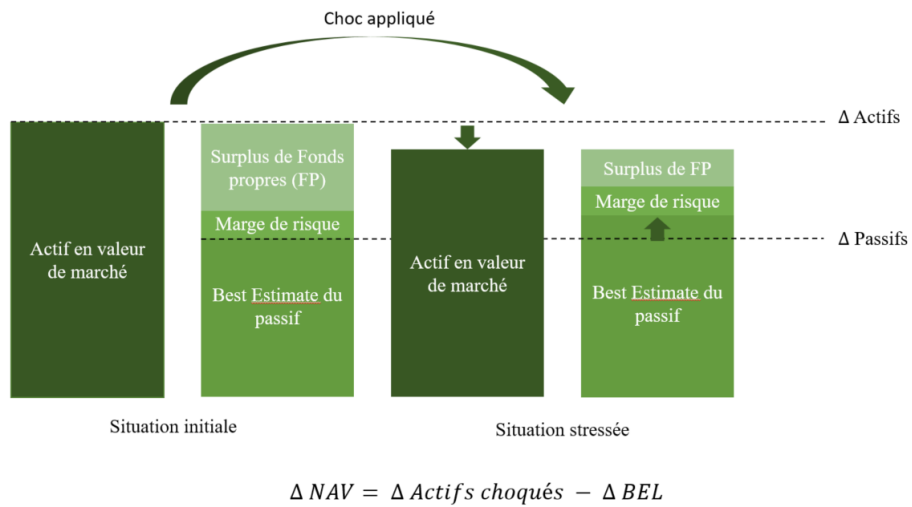 Choc appliqué
Δ Actifs
Surplus de Fonds
propres (FP)
Surplus de FP
Marge de risque
Marge de risque
Δ Passifs
Actif en valeur
de marché
Actif en valeur
de marché
Best Estimate du
passif
Best Estimate du
passif
Situation initiale
Situation stressée
Δ NAV = Δ Actifs choqués − Δ BEL